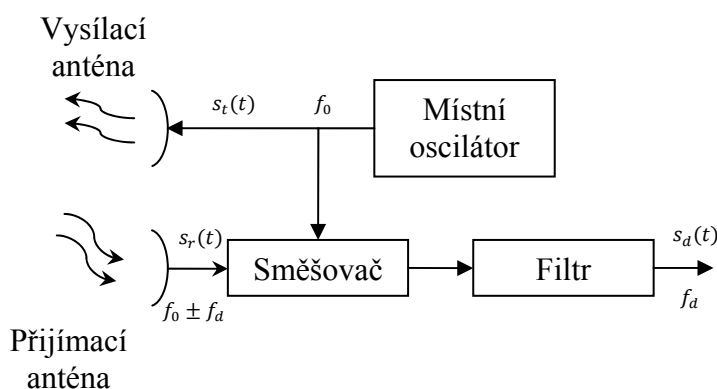 Vysílací
anténa
s_t(t)
f_0
Místní
oscilátor
s_r(t)
Směšovač
Filtr
s_d(t)
f_0 ± f_d
f_d
Přijímací
anténa